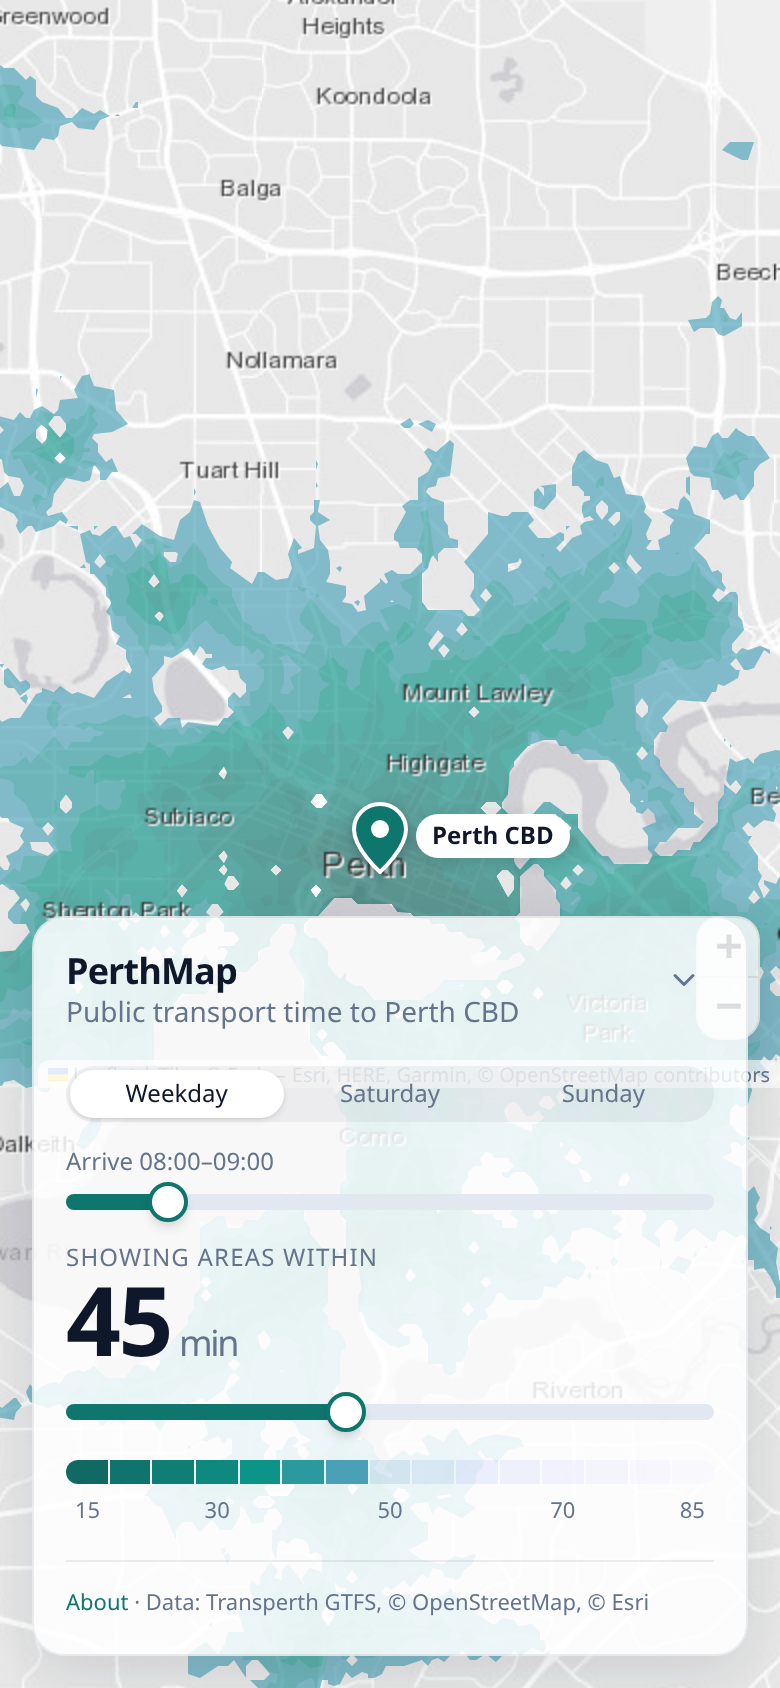 Greenwood
Alexander
Heights
Koondoola
Balga
Beech
Nollamara
Tuart Hill
Mount Lawley
Highgate
Be
Subiaco
Perth CBD
Perth
Shenton Park
PerthMap
Public transport time to Perth CBD
+
−
Victoria
Park
– Esri, HERE, Garmin, © OpenStreetMap contributors
Weekday
Saturday
Sunday
Como
Dalkeith
Arrive 08:00–09:00
SHOWING AREAS WITHIN
45 min
Riverton
15
30
50
70
85
About · Data: Transperth GTFS, © OpenStreetMap, © Esri